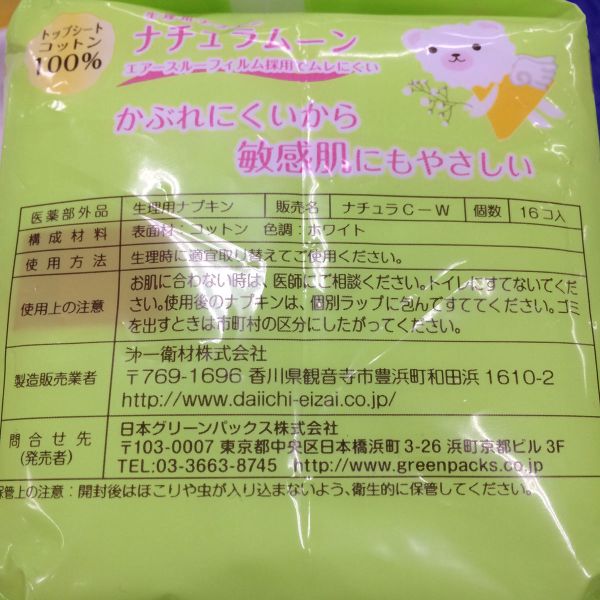 トップシート
コットン
100%
生理用ナプキン
ナチュラムーン
エアースルーフィルム採用でムレにくい
かぶれにくいから
敏感肌にもやさしい
医薬部外品 生理用ナプキン 販売名 ナチュラC－W 個数 16コ入
構成材料 表面材：コットン 色調：ホワイト
使用方法 生理時に適宜取り替えてご使用ください。
使用上の注意 お肌に合わない時は、医師にご相談ください。トイレにすてないでくだ
さい。使用後のナプキンは、個別ラップに包んですててください。ゴミ
を出すときは市町村の区分にしたがってください。
製造販売業者 第一衛材株式会社
〒769-1696 香川県観音寺市豊浜町和田浜 1610-2
http://www.daiichi-eizai.co.jp/
問合せ先
(発売者)
日本グリーンパックス株式会社
〒103-0007 東京都中央区日本橋浜町 3-26 浜町京都ビル 3F
TEL:03-3663-8745 http://www.greenpacks.co.jp
保管上の注意：開封後はほこりや虫が入り込まないよう、衛生的に保管してください。